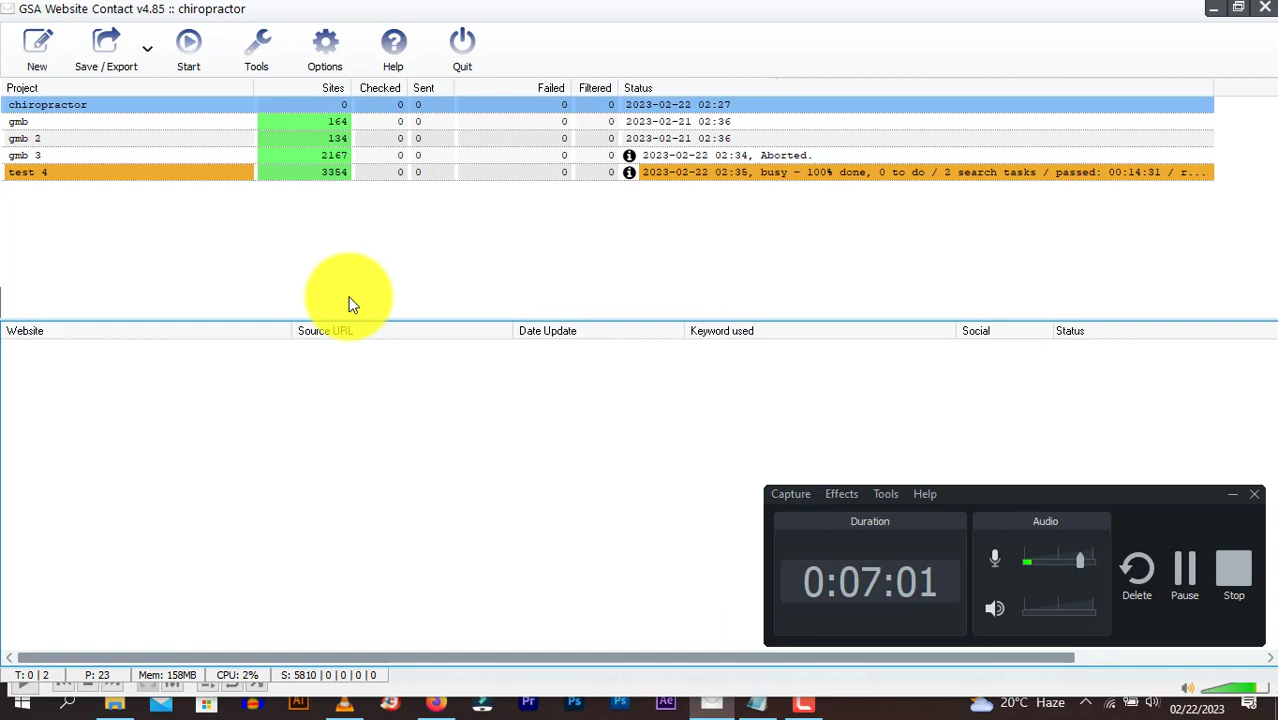 GSA Website Contact v4.85 :: chiropractor
New Save / Export Start Tools Options Help Quit
Project Sites Checked Sent Failed Filtered Status
chiropractor 0 0 0 0 0 2023-02-22 02:27
gmb 164 0 0 0 0 2023-02-21 02:36
gmb 2 134 0 0 0 0 2023-02-21 02:36
gmb 3 2167 0 0 0 0 2023-02-22 02:34, Aborted.
test 4 3354 0 0 0 0 2023-02-22 02:35, busy - 100% done, 0 to do / 2 search tasks / passed: 00:14:31 / r...
Website Source URL Date Update Keyword used Social Status
Capture Effects Tools Help
Duration Audio
0:07:01
Delete Pause Stop
T: 0 | 2 P: 23 Mem: 158MB CPU: 2% S: 5810 | 0 | 0 | 0 | 0
Ai Pr Ps Ps Ae 20°C Haze 02/22/2023